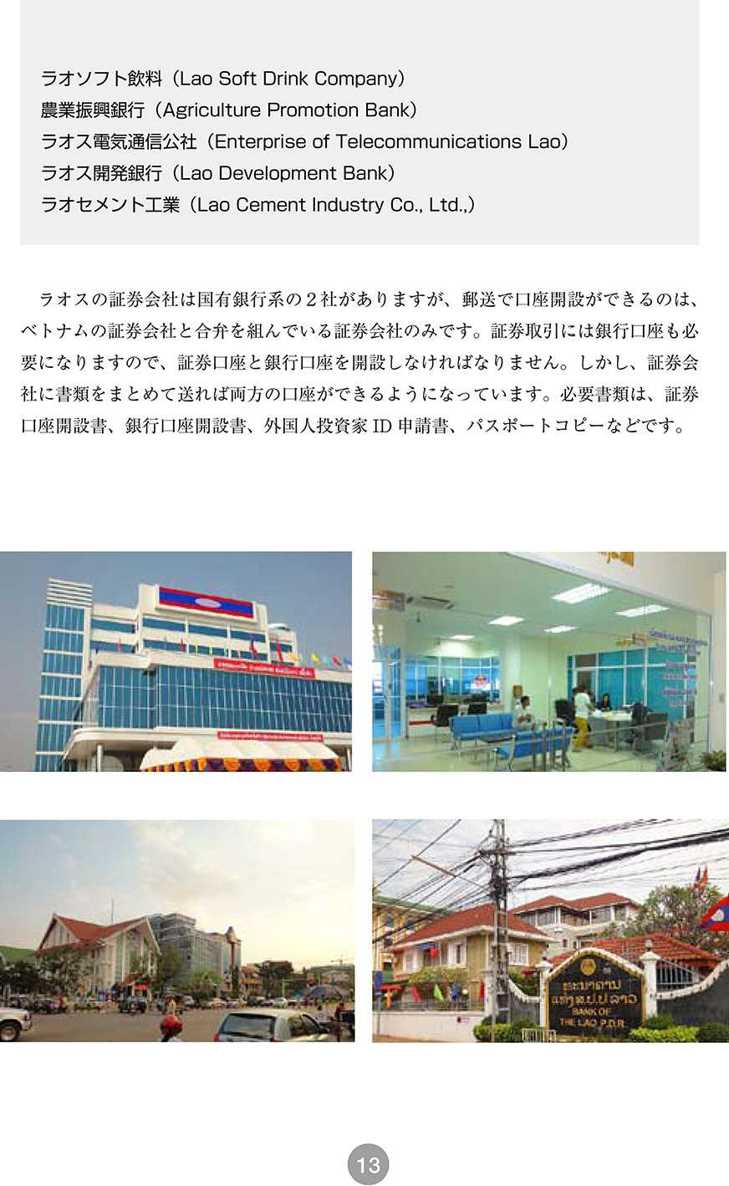 ラオソフト飲料（Lao Soft Drink Company）
農業振興銀行（Agriculture Promotion Bank）
ラオス電気通信公社（Enterprise of Telecommunications Lao）
ラオス開発銀行（Lao Development Bank）
ラオセメント工業（Lao Cement Industry Co., Ltd.,）
ラオスの証券会社は国有銀行系の２社がありますが、郵送で口座開設ができるのは、
ベトナムの証券会社と合弁を組んでいる証券会社のみです。証券取引には銀行口座も必
要になりますので、証券口座と銀行口座を開設しなければなりません。しかし、証券会
社に書類をまとめて送れば両方の口座ができるようになっています。必要書類は、証券
口座開設書、銀行口座開設書、外国人投資家 ID 申請書、パスポートコピーなどです。
ທະນາຄານ
ແຫ່ງ ສ.ປ.ປ ລາວ
BANK OF
THE LAO P.D.R.
13